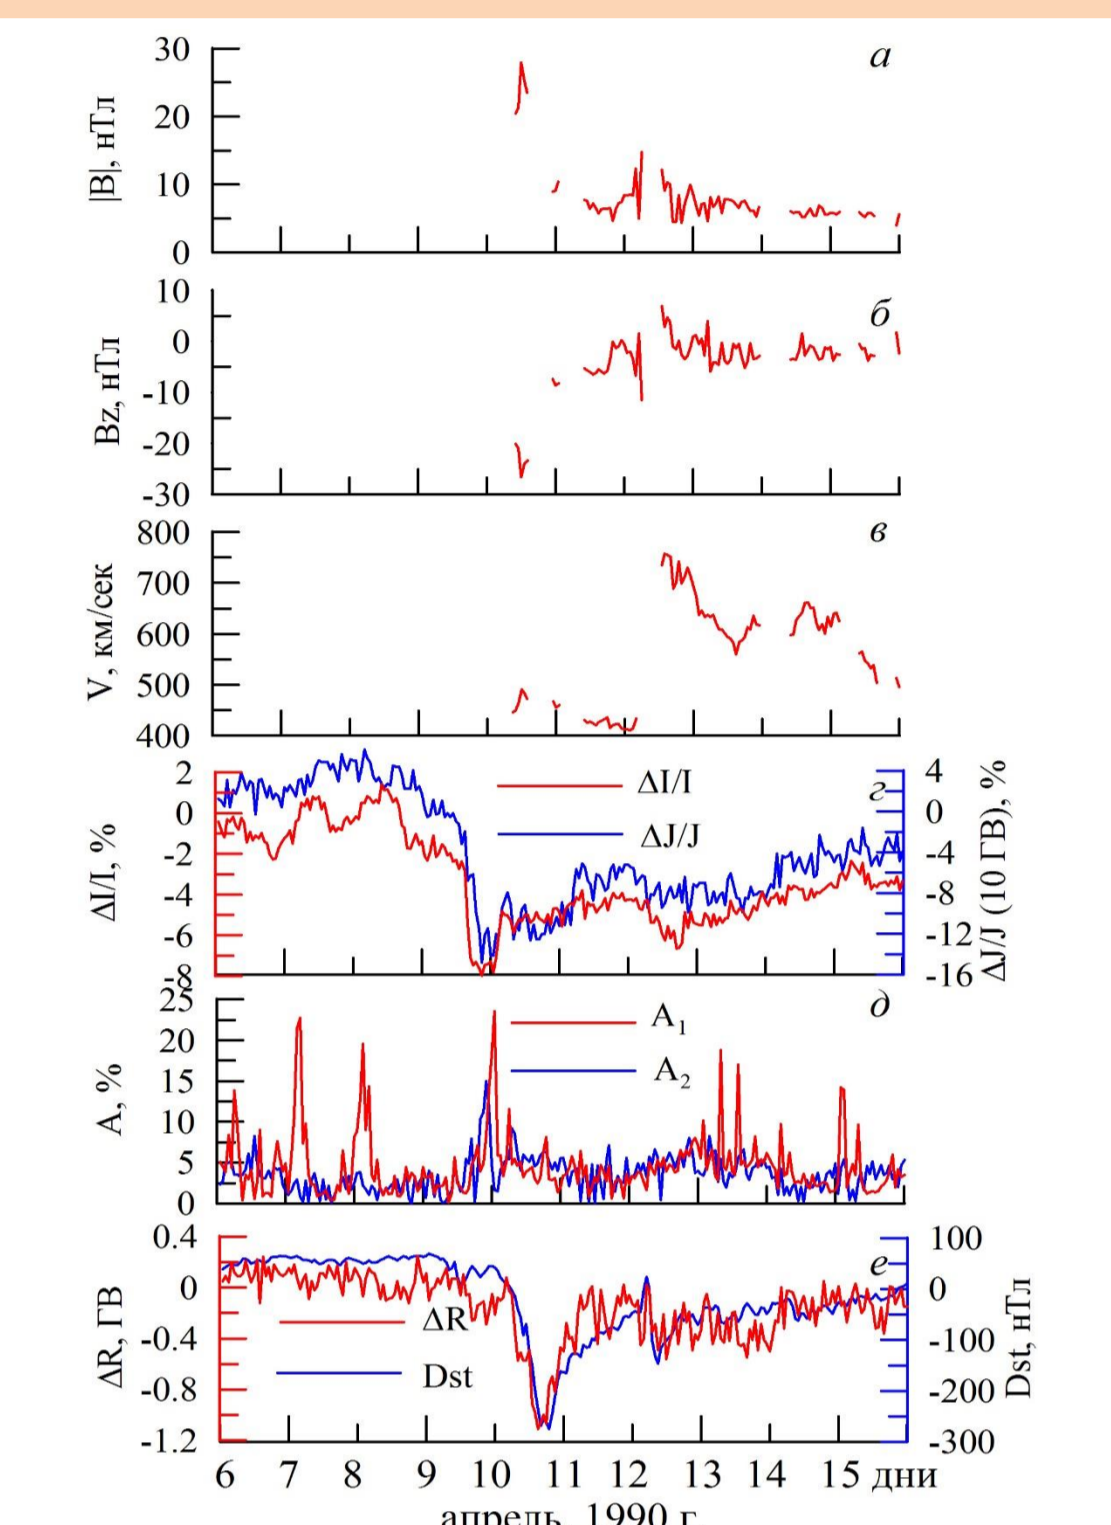 а
|B|, нТл
30
20
10
0
б
Bz, нТл
10
0
-10
-20
-30
в
V, км/сек
800
700
600
500
400
г
ΔI/I, %
2
0
-2
-4
-6
-8
ΔI/I
ΔJ/J
4
0
-4
-8
-12
-16
ΔJ/J (10 ГВ), %
д
A, %
25
20
15
10
5
0
A₁
A₂
е
ΔR, ГВ
0.4
0
-0.4
-0.8
-1.2
ΔR
Dst
100
0
-100
-200
-300
Dst, нТл
6 7 8 9 10 11 12 13 14 15 дни
апрель, 1990 г